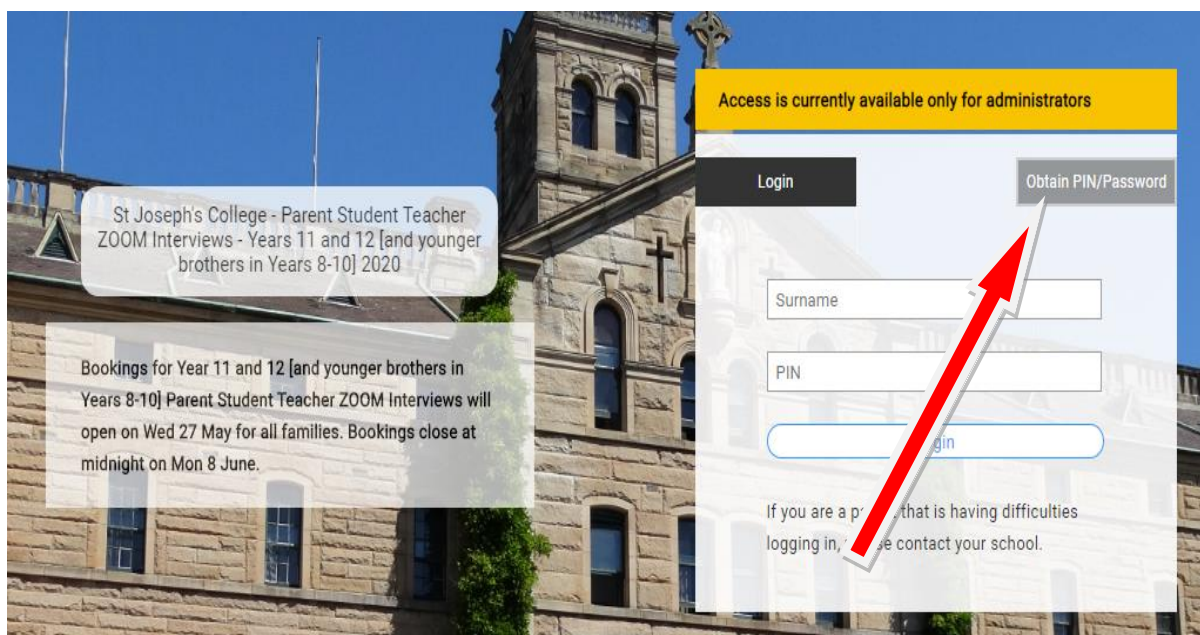 Access is currently available only for administrators
Login
Obtain PIN/Password
St Joseph's College - Parent Student Teacher
ZOOM Interviews - Years 11 and 12 [and younger
brothers in Years 8-10] 2020
Bookings for Year 11 and 12 [and younger brothers in
Years 8-10] Parent Student Teacher ZOOM Interviews will
open on Wed 27 May for all families. Bookings close at
midnight on Mon 8 June.
Surname
PIN
If you are a that is having difficulties
logging in, contact your school.